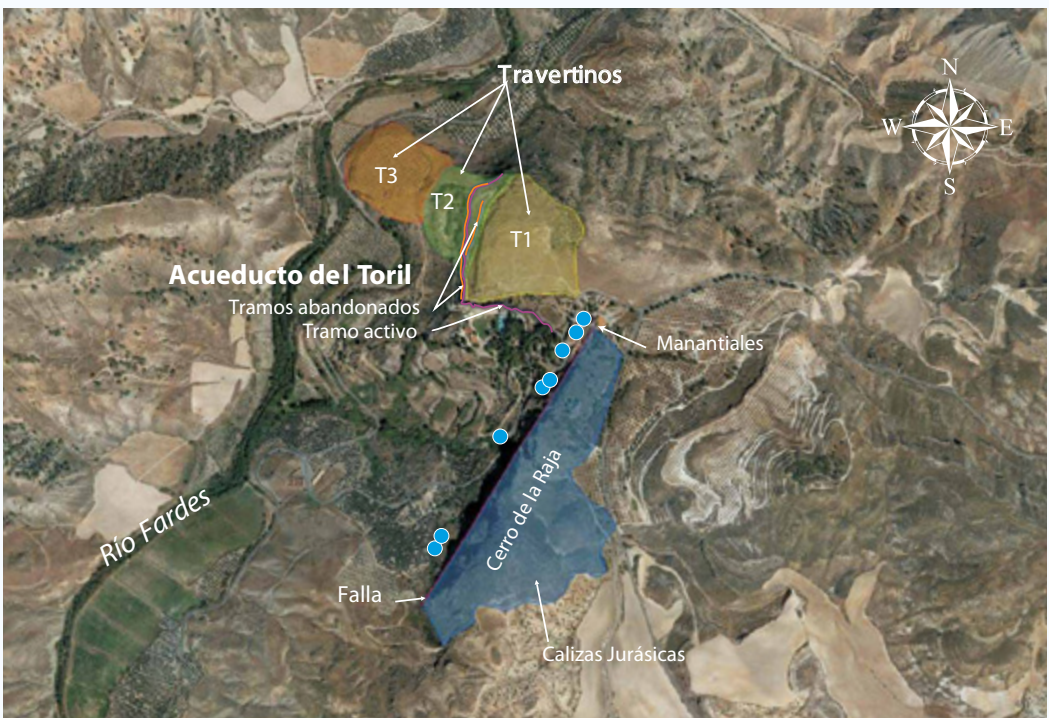 Travertinos
N
W
E
S
T3
T2
T1
Acueducto del Toril
Tramos abandonados
Tramo activo
Manantiales
Cerro de la Raja
Río Fardes
Falla
Calizas Jurásicas